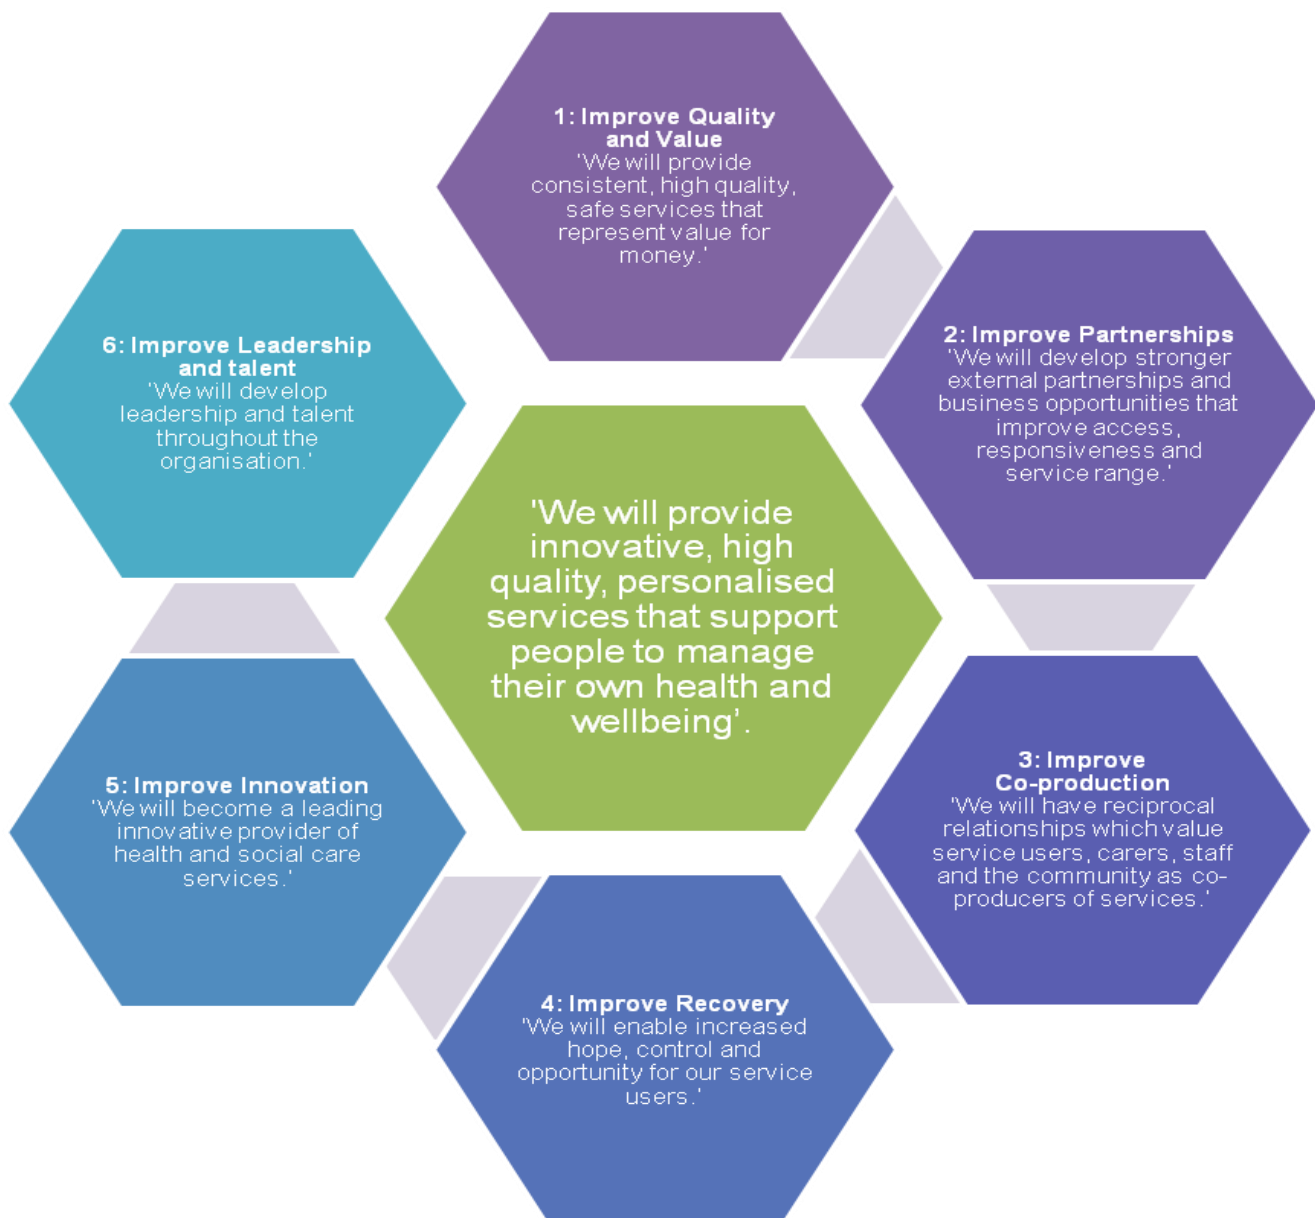 1: Improve Quality
and Value
'We will provide
consistent, high quality,
safe services that
represent value for
money.'
2: Improve Partnerships
'We will develop stronger
external partnerships and
business opportunities that
improve access,
responsiveness and
service range.'
3: Improve
Co-production
'We will have reciprocal
relationships which value
service users, carers, staff
and the community as co-
producers of services.'
4: Improve Recovery
'We will enable increased
hope, control and
opportunity for our service
users.'
5: Improve Innovation
'We will become a leading
innovative provider of
health and social care
services.'
6: Improve Leadership
and talent
'We will develop
leadership and talent
throughout the
organisation.'
'We will provide
innovative, high
quality, personalised
services that support
people to manage
their own health and
wellbeing'.